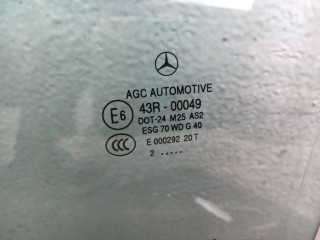 AGC AUTOMOTIVE
E6 43R - 00049
DOT-24 M25 AS2
ESG 70 WD G 40
CCC E 000292 20 T
2 .....